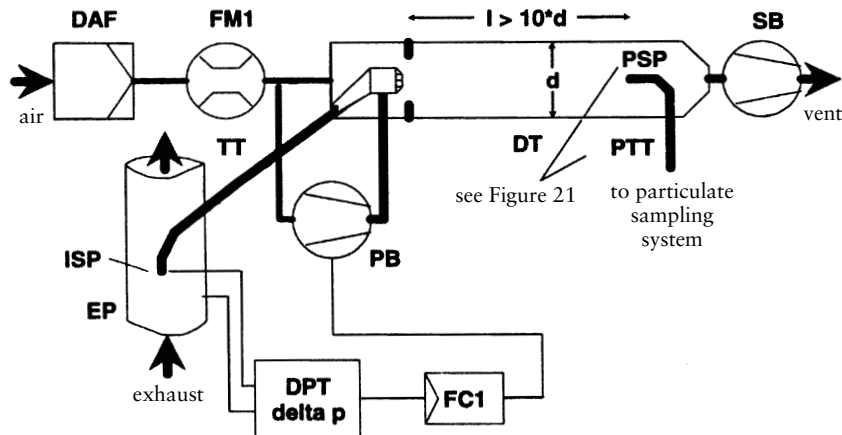 DAF
FM1
l > 10*d
SB
PSP
d
air
vent
TT
DT
PTT
see Figure 21
to particulate
sampling
system
ISP
PB
EP
exhaust
DPT
delta p
FC1